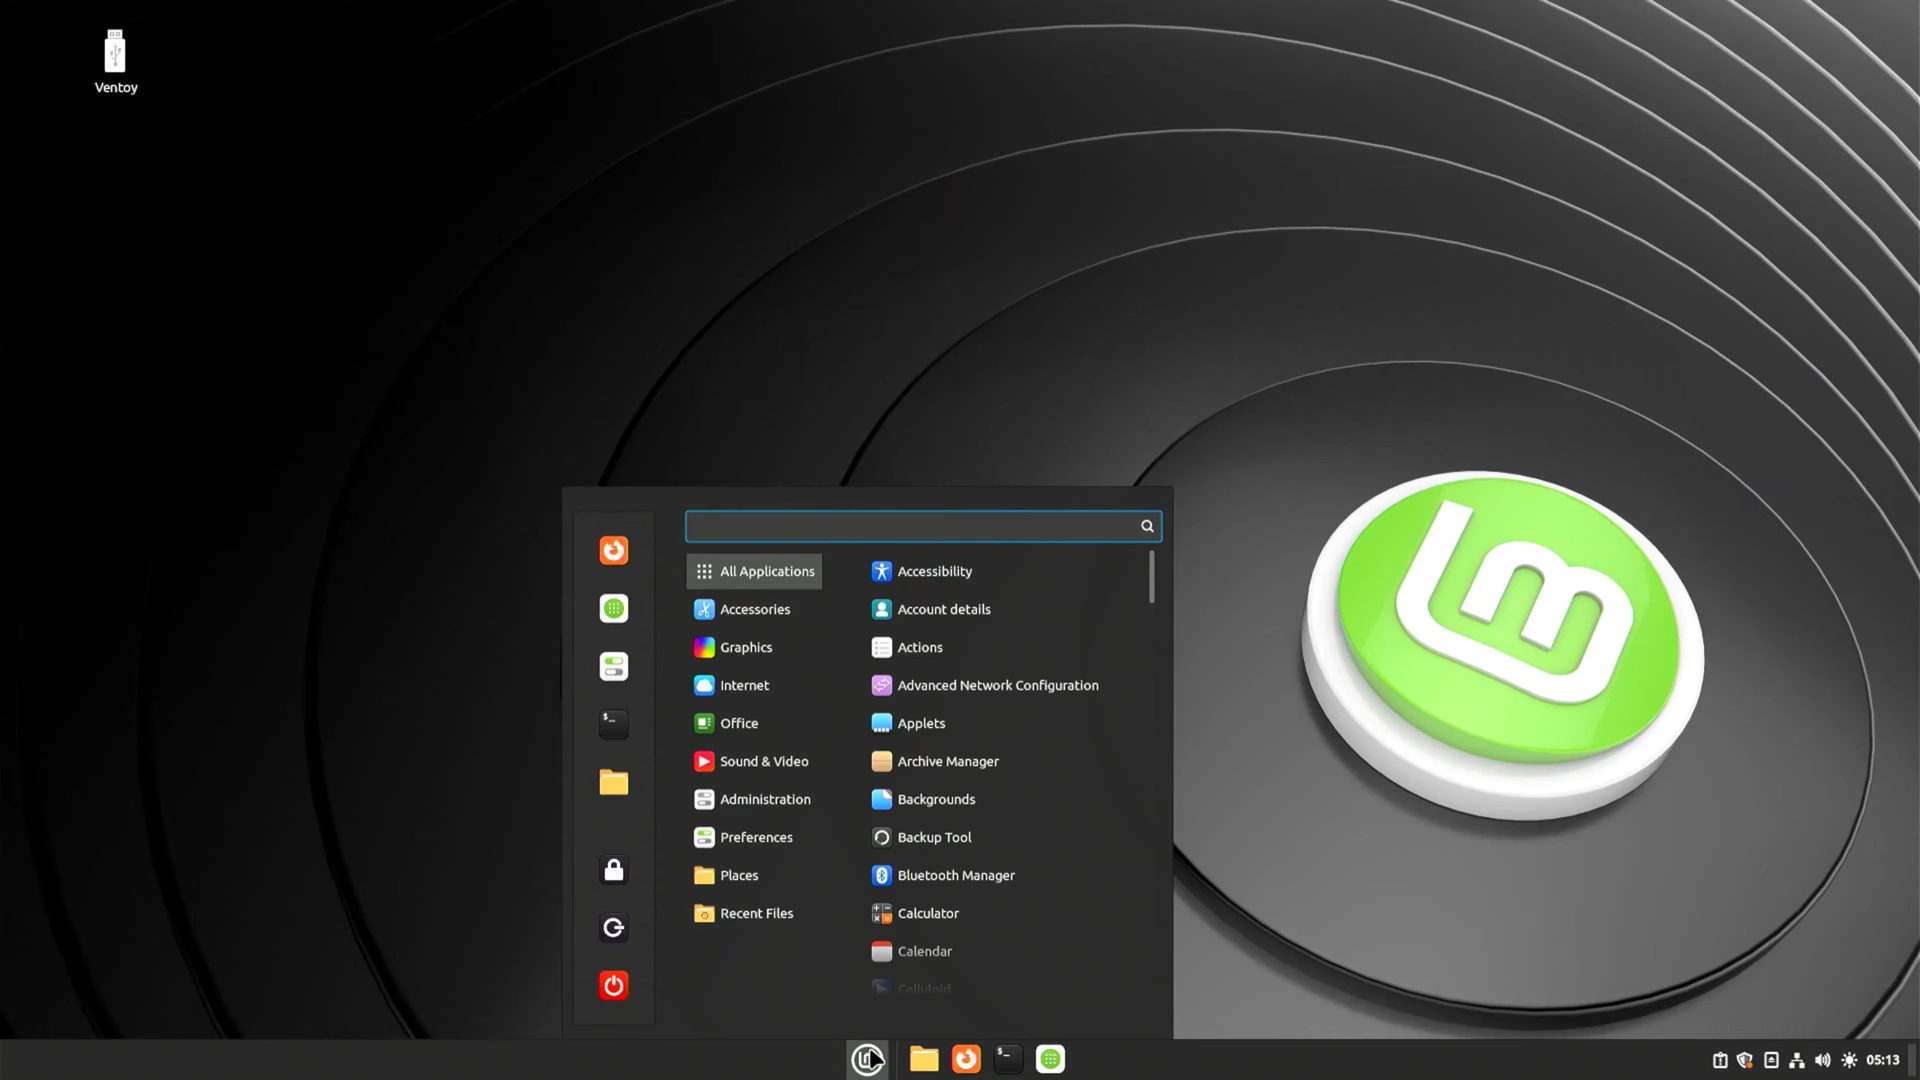 Ventoy
All Applications
Accessories
Graphics
Internet
Office
Sound & Video
Administration
Preferences
Places
Recent Files
Accessibility
Account details
Actions
Advanced Network Configuration
Applets
Archive Manager
Backgrounds
Backup Tool
Bluetooth Manager
Calculator
Calendar
Celluloid
05:13